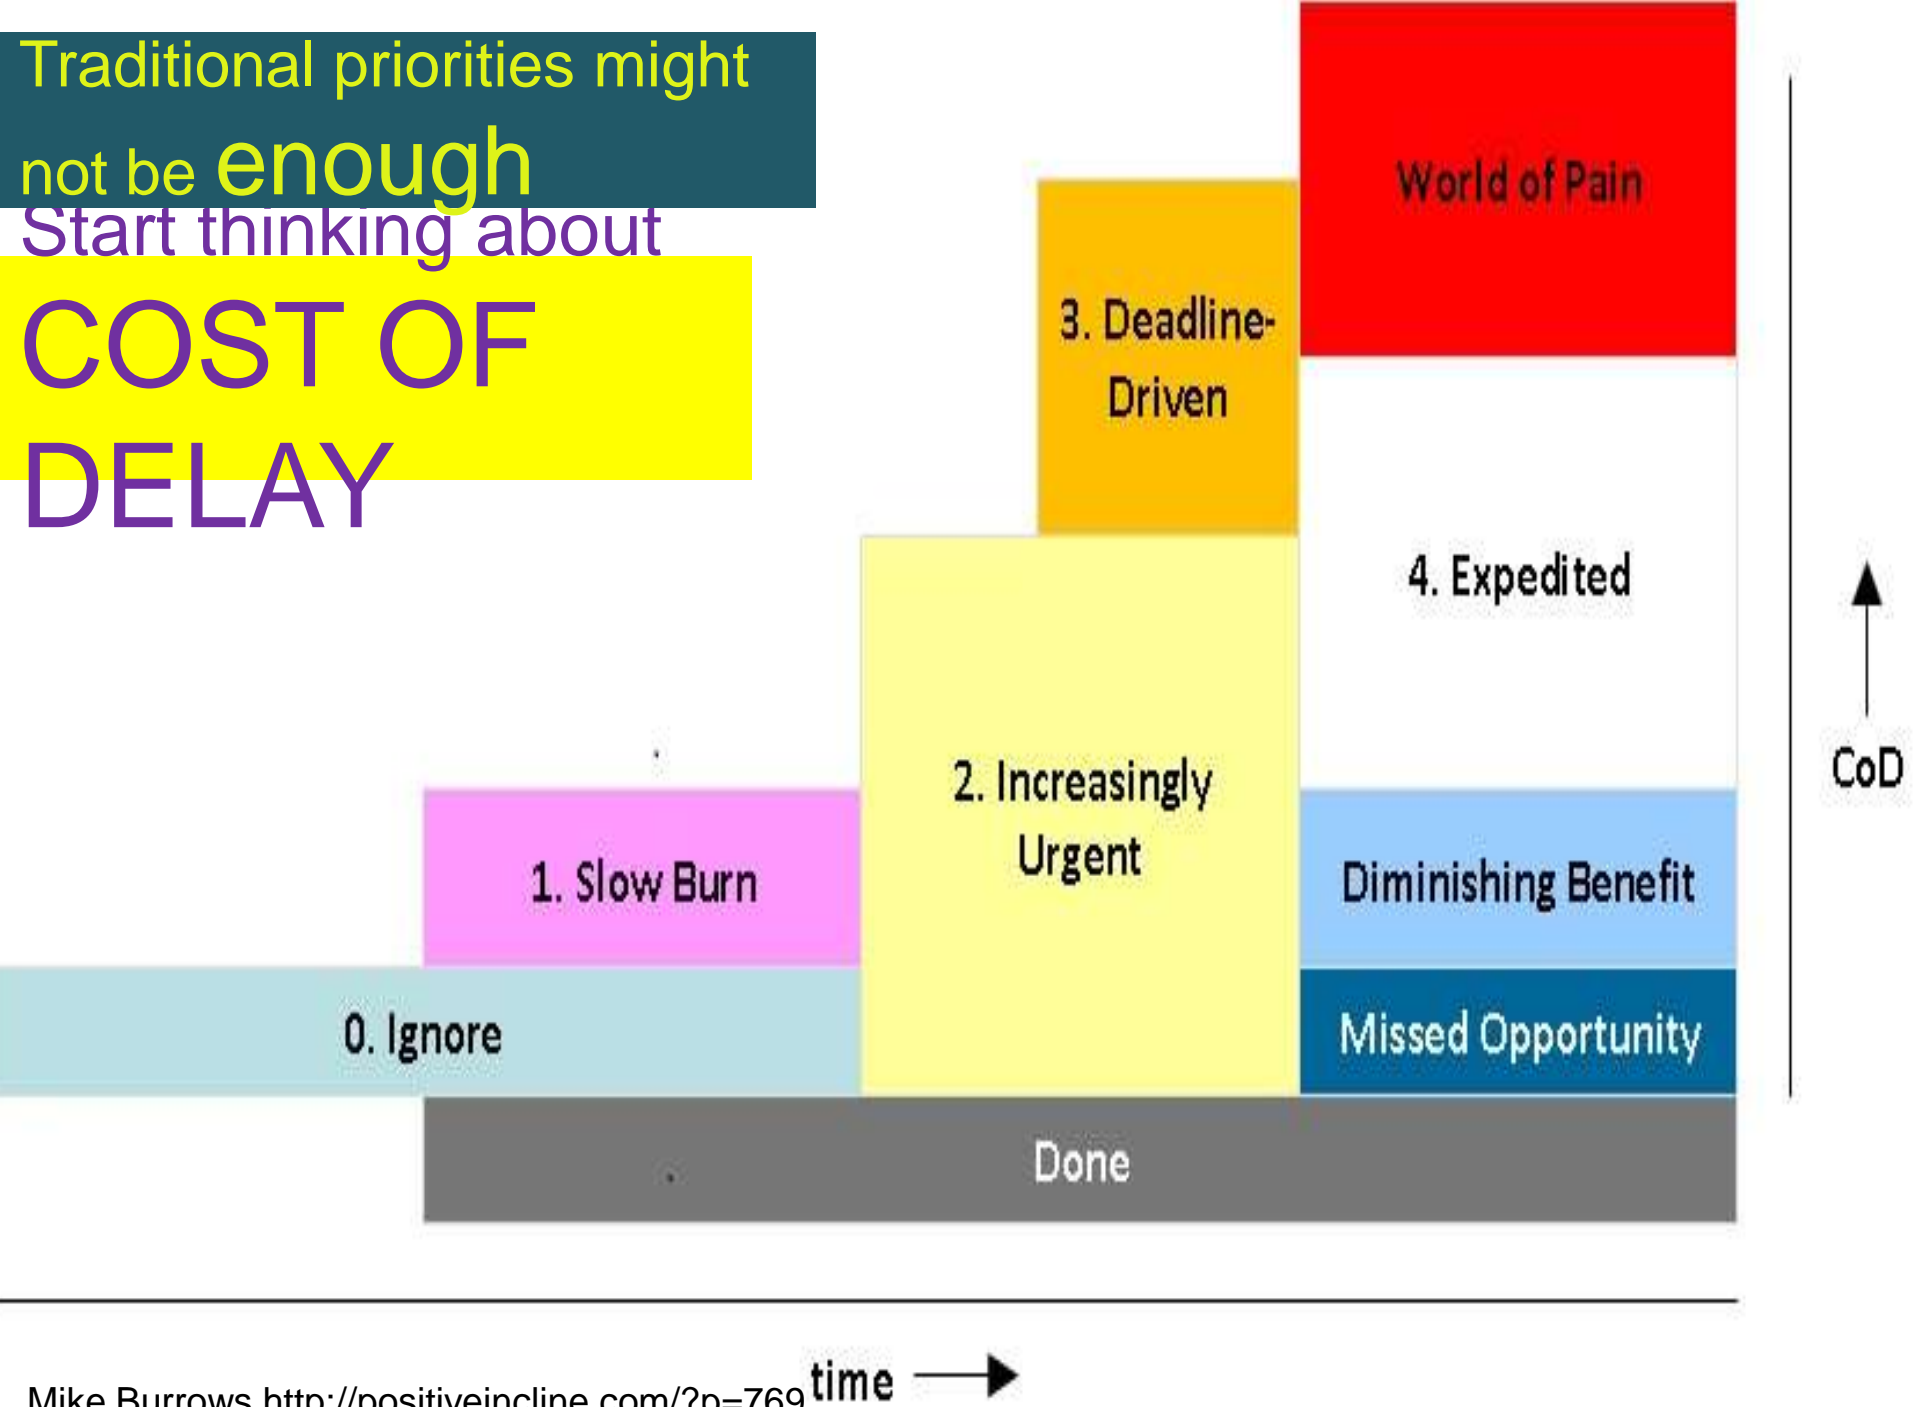 Traditional priorities might
not be enough
Start thinking about
COST OF
DELAY
World of Pain
3. Deadline-
Driven
4. Expedited
2. Increasingly
Urgent
CoD
1. Slow Burn
Diminishing Benefit
0. Ignore
Missed Opportunity
Done
time
Mike Burrows http://positiveincline.com/?p=769